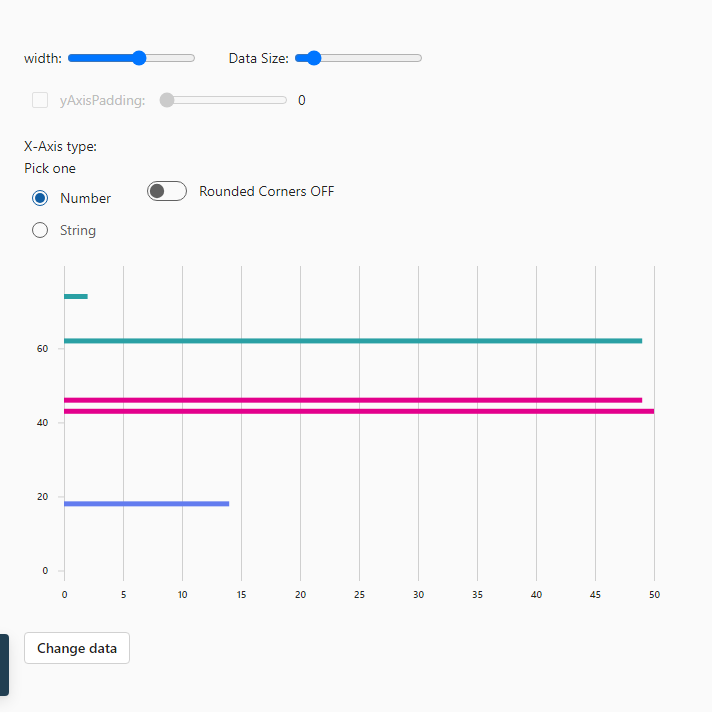 width: Data Size:
yAxisPadding: 0
X-Axis type:
Pick one
Number Rounded Corners OFF
String
60
40
20
0
0 5 10 15 20 25 30 35 40 45 50
Change data